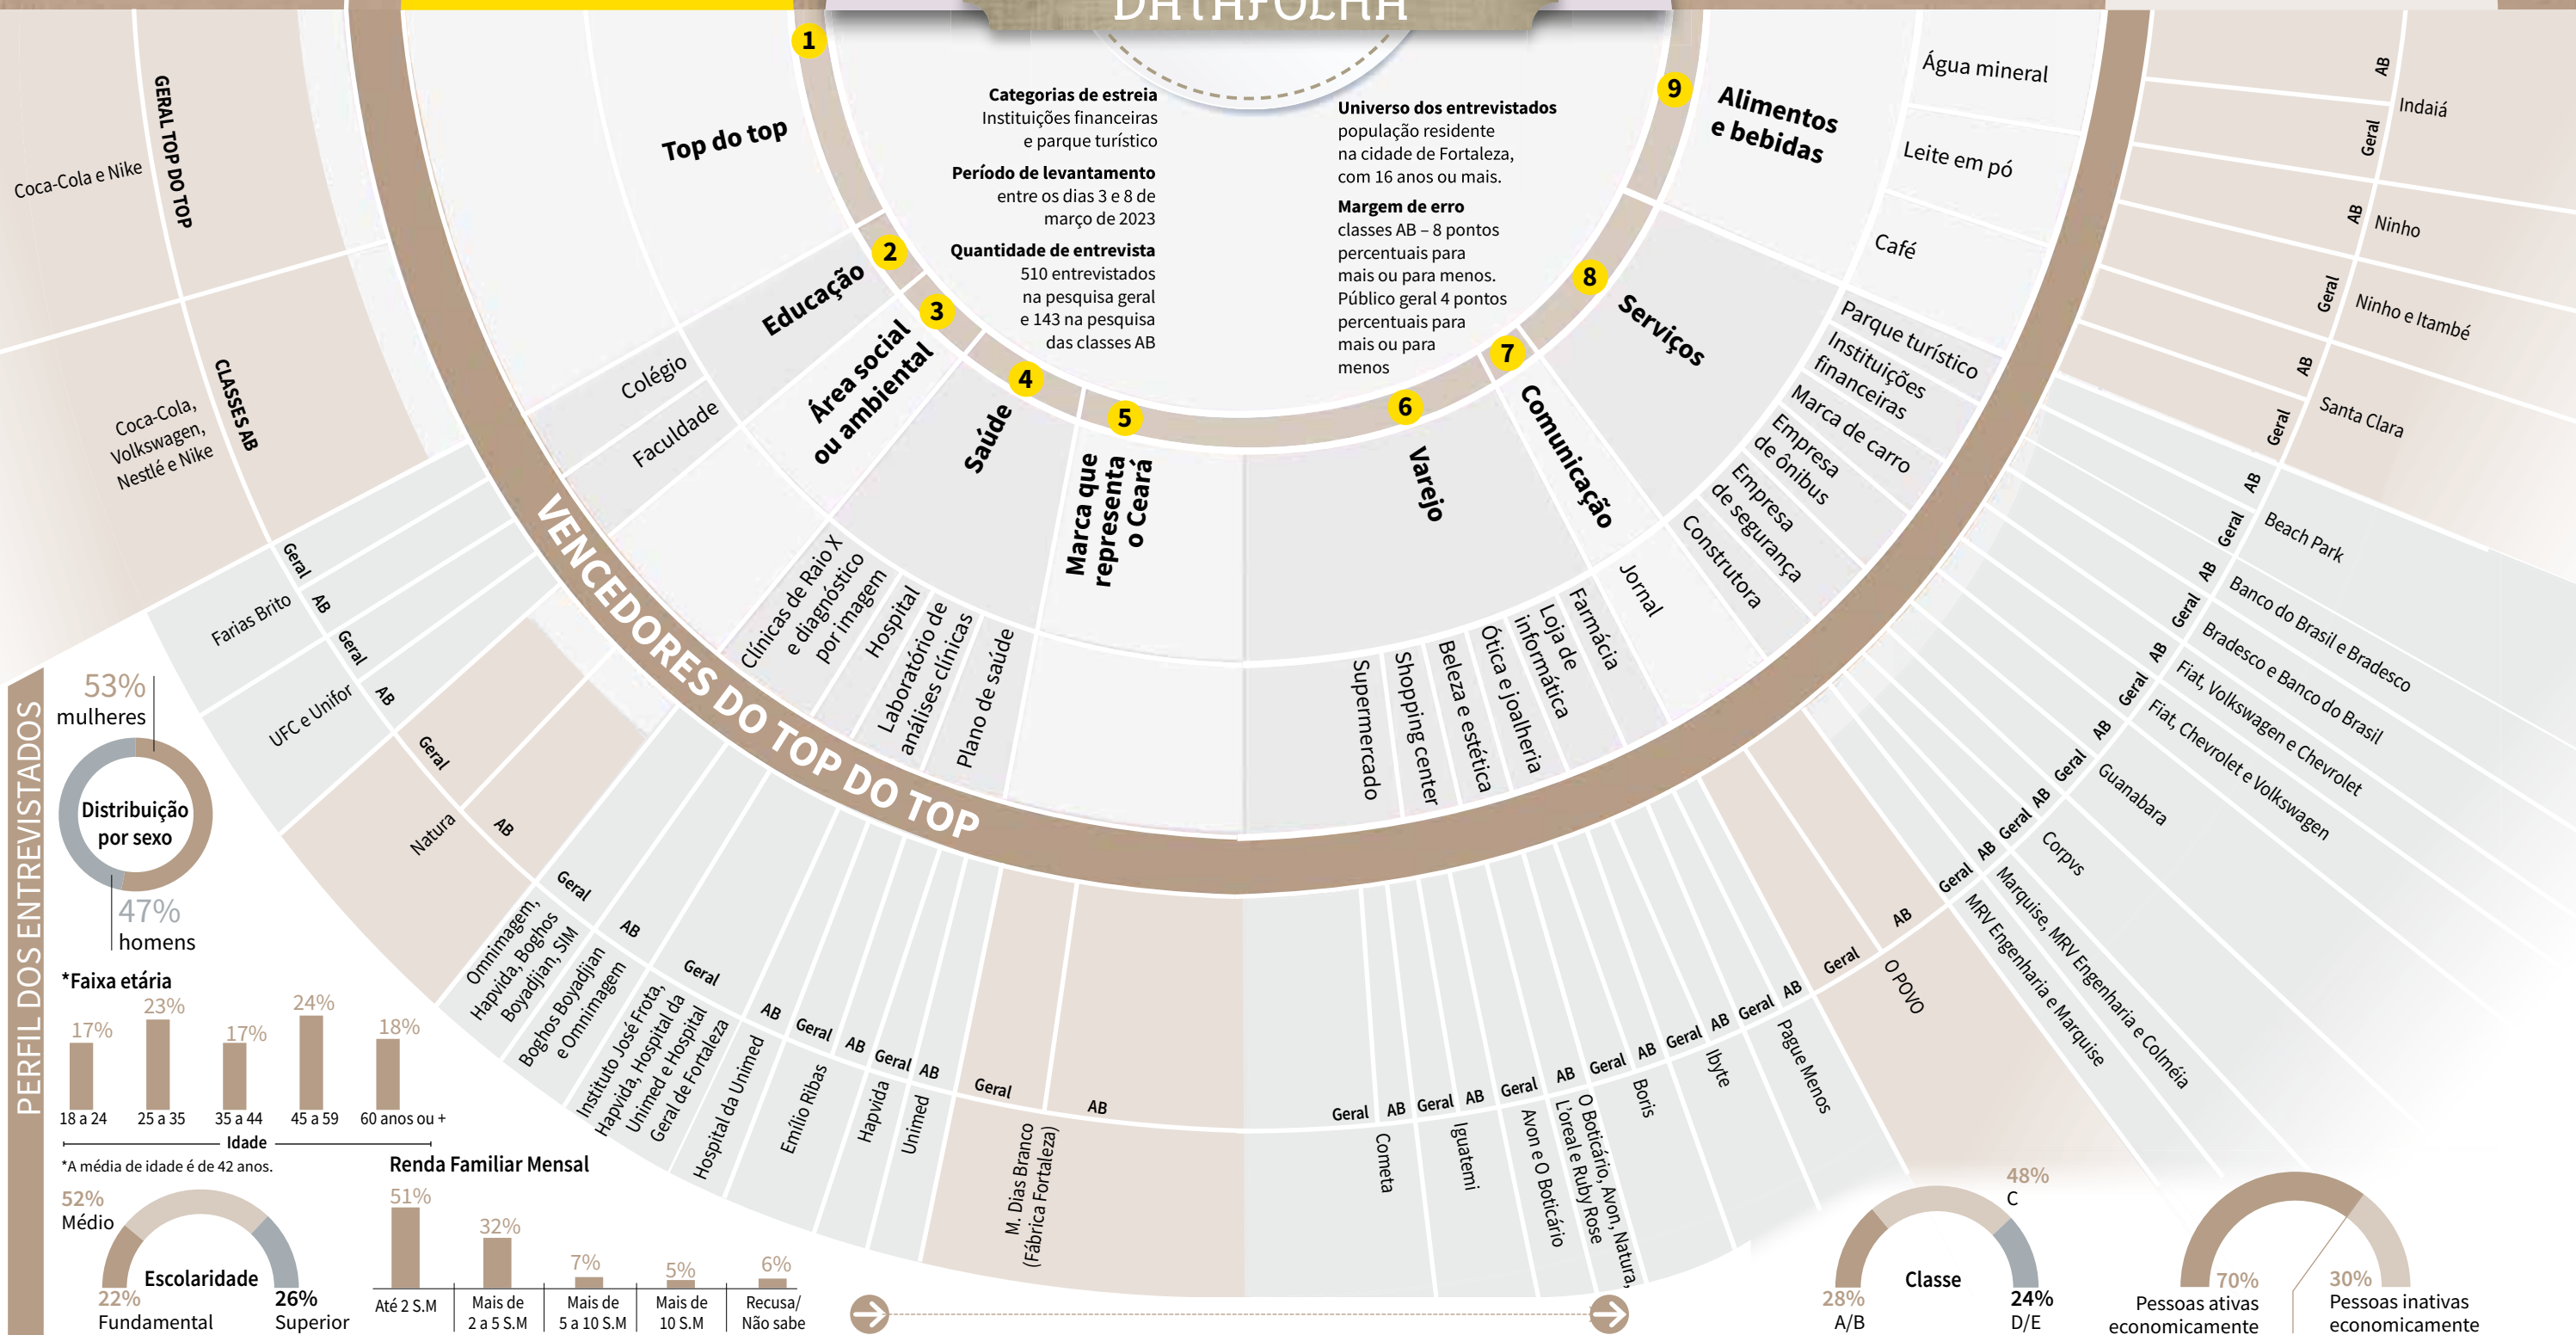 DATAFOLHA
Categorias de estreia
Instituições financeiras
e parque turístico
Período de levantamento
entre os dias 3 e 8 de
março de 2023
Quantidade de entrevista
510 entrevistados
na pesquisa geral
e 143 na pesquisa
das classes AB
Universo dos entrevistados
população residente
na cidade de Fortaleza,
com 16 anos ou mais.
Margem de erro
classes AB – 8 pontos
percentuais para
mais ou para menos.
Público geral 4 pontos
percentuais para
mais ou para
menos
VENCEDORES DO TOP DO TOP
1
Top do top
GERAL TOP DO TOP
Coca-Cola e Nike
CLASSES AB
Coca-Cola,
Volkswagen,
Nestlé e Nike
2
Educação
Colégio
Geral
AB
Farias Brito
Faculdade
Geral
AB
UFC e Unifor
3
Área social
ou ambiental
Geral
AB
Natura
4
Saúde
Clínicas de Raio X
e diagnóstico
por imagem
Geral
Omnimagem,
Hapvida, Boghos
Boyadjian, SIM
AB
Boghos Boyadjian
e Omnimagem
Hospital
Geral
Instituto José Frota,
Hapvida, Hospital da
Unimed e Hospital
Geral de Fortaleza
AB
Hospital da Unimed
Laboratório de
análises clínicas
Geral
AB
Emílio Ribas
Plano de saúde
Geral
Hapvida
AB
Unimed
5
Marca que
representa
o Ceará
Geral
AB
M. Dias Branco
(Fábrica Fortaleza)
6
Varejo
Supermercado
Geral
AB
Cometa
Shopping center
Geral
AB
Iguatemi
Beleza e estética
Geral
Avon e O Boticário
AB
O Boticário, Avon, Natura,
L'oreal e Ruby Rose
Ótica e joalheria
Geral
AB
Boris
Loja de
informática
Geral
AB
Ibyte
Farmácia
Geral
AB
Pague Menos
7
Comunicação
Jornal
Geral
AB
O POVO
8
Serviços
Construtora
Geral
MRV Engenharia e Marquise
AB
Marquise, MRV Engenharia e Colméia
Empresa
de segurança
Geral
AB
Corpvs
Empresa
de ônibus
Geral
AB
Guanabara
Marca de carro
Geral
Fiat, Chevrolet e Volkswagen
AB
Fiat, Volkswagen e Chevrolet
Instituições
financeiras
Geral
Bradesco e Banco do Brasil
AB
Banco do Brasil e Bradesco
Parque turístico
Geral
AB
Beach Park
9
Alimentos
e bebidas
Café
Geral
AB
Santa Clara
Leite em pó
Geral
Ninho e Itambé
AB
Ninho
Água mineral
Geral
AB
Indaiá
PERFIL DOS ENTREVISTADOS
53%
mulheres
Distribuição
por sexo
47%
homens
*Faixa etária
17%
23%
17%
24%
18%
18 a 24
25 a 35
35 a 44
45 a 59
60 anos ou +
Idade
*A média de idade é de 42 anos.
52%
Médio
Escolaridade
22%
Fundamental
26%
Superior
Renda Familiar Mensal
51%
32%
7%
5%
6%
Até 2 S.M
Mais de
2 a 5 S.M
Mais de
5 a 10 S.M
Mais de
10 S.M
Recusa/
Não sabe
48%
C
Classe
28%
A/B
24%
D/E
70%
Pessoas ativas
economicamente
30%
Pessoas inativas
economicamente